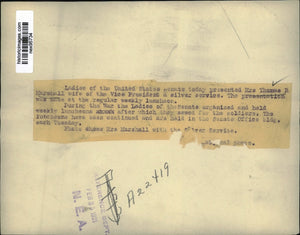 historicimages.com
neb95724
Ladies of the United States senate today presented Mrs Thomas R
Marshall wife of the Vice President a silver service. The presentation
was made at the regular weekly luncheon.
During the War the Ladies of the Senate organized and held
weekly luncheons after which they sewed for the soldiers. The
luncheons have been continued and are held in the Senate Office Bldg.
each Tuesday.
Photo shows Mrs Marshall with the Silver Service.
A22419
FEB 1921
N.E.A.